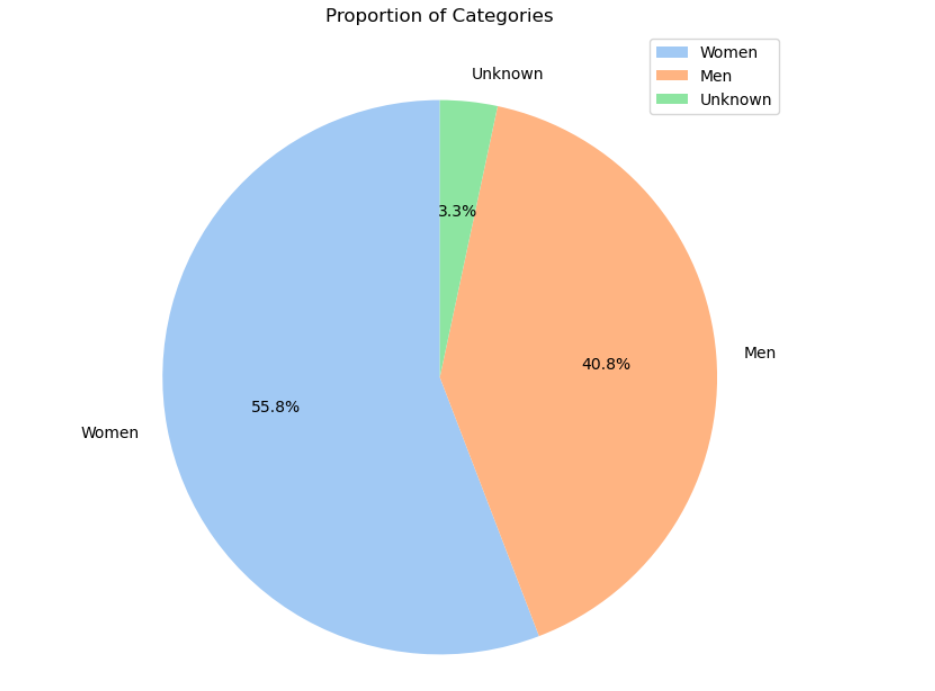 Proportion of Categories
Women
Men
Unknown
Unknown
3.3%
Men
40.8%
55.8%
Women